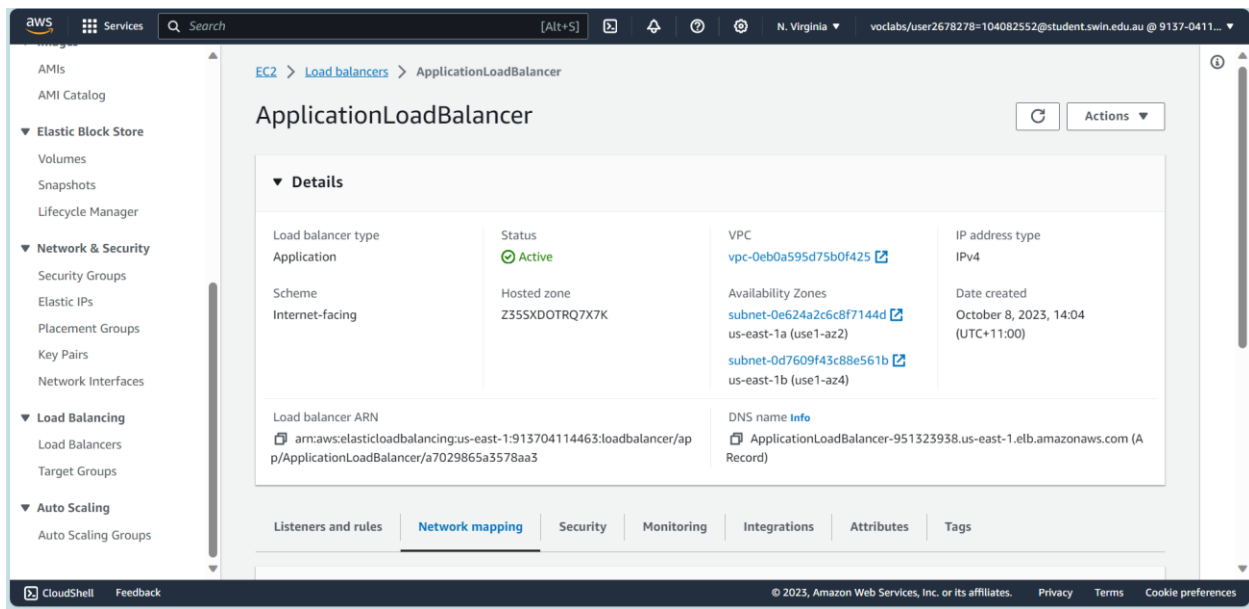 aws Services Search [Alt+S] N. Virginia voclabs/user2678278=104082552@student.swin.edu.au @ 9137-0411...
Images
AMIs
AMI Catalog
Elastic Block Store
Volumes
Snapshots
Lifecycle Manager
Network & Security
Security Groups
Elastic IPs
Placement Groups
Key Pairs
Network Interfaces
Load Balancing
Load Balancers
Target Groups
Auto Scaling
Auto Scaling Groups
EC2 > Load balancers > ApplicationLoadBalancer
ApplicationLoadBalancer
Actions
Details
Load balancer type
Application
Status
Active
VPC
vpc-0eb0a595d75b0f425
IP address type
IPv4
Scheme
Internet-facing
Hosted zone
Z35SXDOTRQ7X7K
Availability Zones
subnet-0e624a2c6c8f7144d
us-east-1a (use1-az2)
subnet-0d7609f43c88e561b
us-east-1b (use1-az4)
Date created
October 8, 2023, 14:04
(UTC+11:00)
Load balancer ARN
arn:aws:elasticloadbalancing:us-east-1:913704114463:loadbalancer/ap
p/ApplicationLoadBalancer/a7029865a3578aa3
DNS name Info
ApplicationLoadBalancer-951323938.us-east-1.elb.amazonaws.com (A
Record)
Listeners and rules Network mapping Security Monitoring Integrations Attributes Tags
CloudShell Feedback © 2023, Amazon Web Services, Inc. or its affiliates. Privacy Terms Cookie preferences